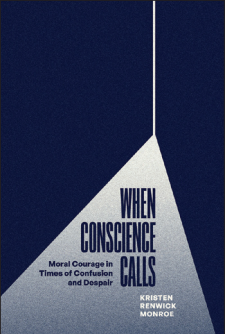 WHEN
CONSCIENCE
CALLS
Moral Courage in
Times of Confusion
and Despair
KRISTEN
RENWICK
MONROE